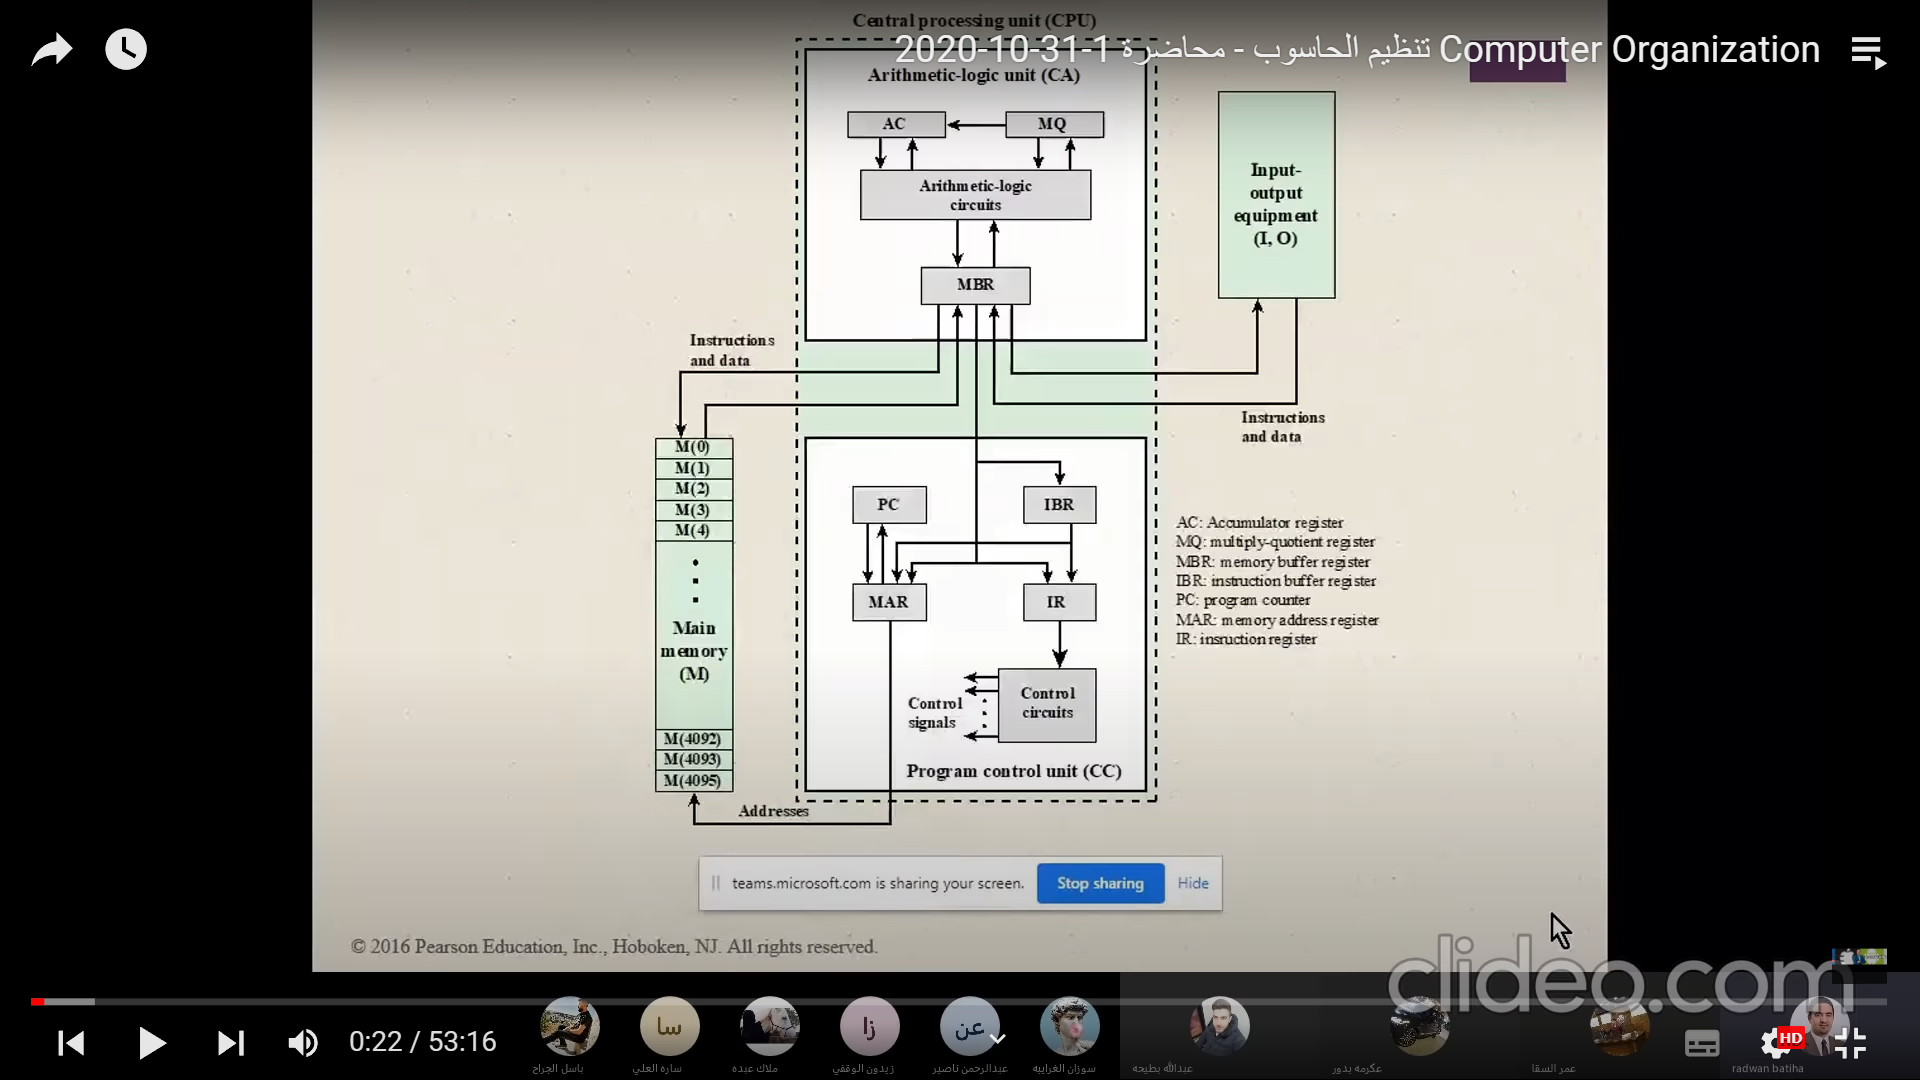 Central processing unit (CPU)
Computer Organization تنظيم الحاسوب - محاضرة 1-31-10-2020
Arithmetic-logic unit (CA)
AC
MQ
Arithmetic-logic
circuits
MBR
Input-
output
equipment
(I, O)
Instructions
and data
Instructions
and data
M(0)
M(1)
M(2)
M(3)
M(4)
Main
memory
(M)
M(4092)
M(4093)
M(4095)
PC
IBR
MAR
IR
Control
signals
Control
circuits
Program control unit (CC)
Addresses
AC: Accumulator register
MQ: multiply-quotient register
MBR: memory buffer register
IBR: instruction buffer register
PC: program counter
MAR: memory address register
IR: insruction register
teams.microsoft.com is sharing your screen.
Stop sharing
Hide
© 2016 Pearson Education, Inc., Hoboken, NJ. All rights reserved.
clideo.com
0:22 / 53:16
سا
زا
عن
HD
باسل الجراح
ساره العلي
ملاك عبده
زيدون الوقفي
عبدالرحمن ناصير
سوزان الغرايبه
عبدالله بطيحه
عكرمه بدور
عمر السقا
radwan batiha